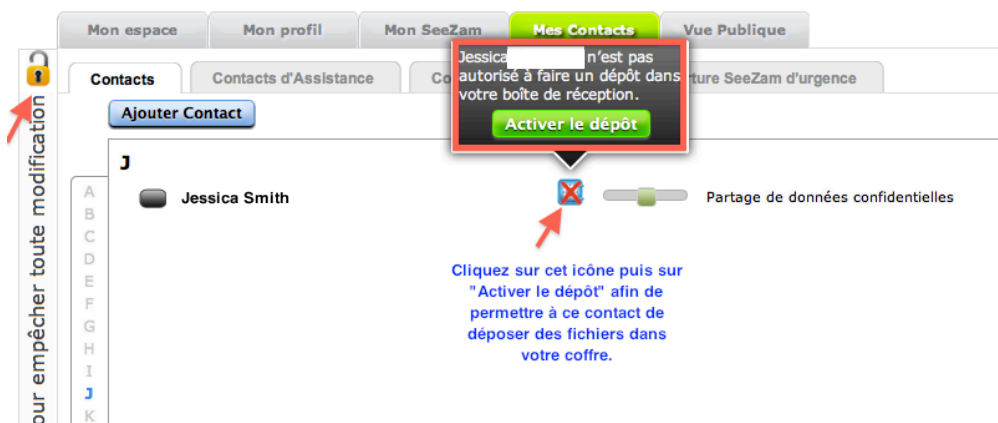 Mon espace
Mon profil
Mon SeeZam
Mes Contacts
Vue Publique
Contacts
Contacts d'Assistance
Co
rture SeeZam d'urgence
Jessica n'est pas
autorisé à faire un dépôt dans
votre boîte de réception.
Activer le dépôt
Ajouter Contact
our empêcher toute modification
J
Jessica Smith
Partage de données confidentielles
A
B
C
D
E
F
G
H
I
J
K
Cliquez sur cet icône puis sur
"Activer le dépôt" afin de
permettre à ce contact de
déposer des fichiers dans
votre coffre.